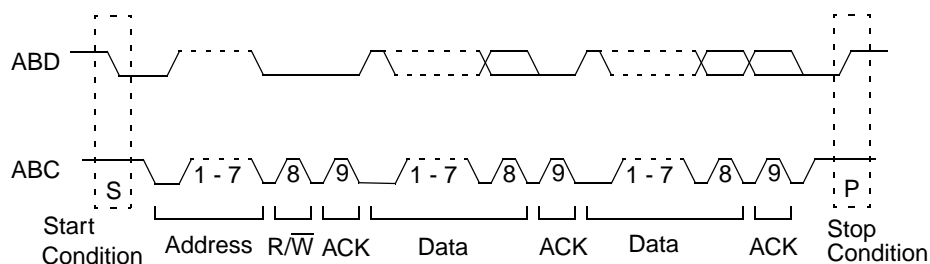 ABD
ABC
S
1 - 7
8
9
1 - 7
8
9
1 - 7
8
9
P
Start
Condition
Address
R/W̅
ACK
Data
ACK
Data
ACK
Stop
Condition